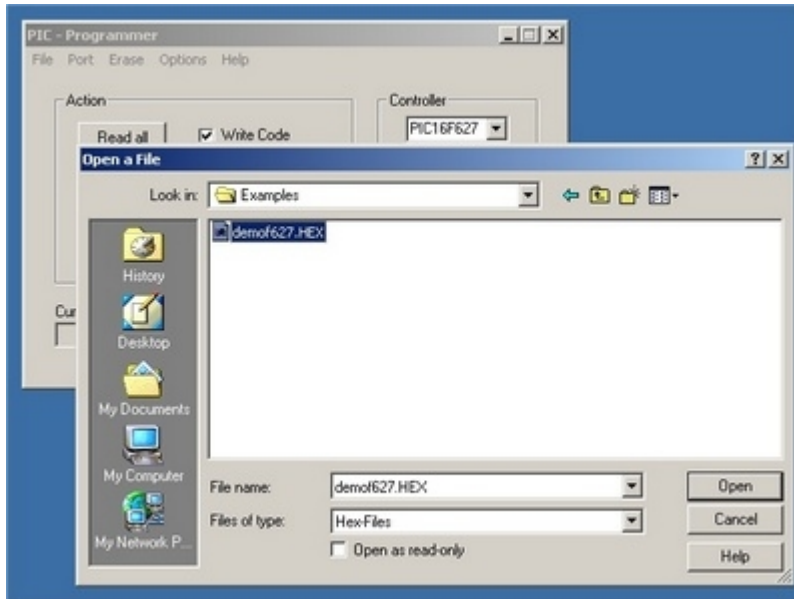 PIC - Programmer
File Port Erase Options Help
Action
Controller
Read all
Write Code
PIC16F627
Open a File
Look in:
Examples
demof627.HEX
History
Desktop
My Documents
My Computer
My Network P...
File name:
demof627.HEX
Open
Files of type:
Hex-Files
Cancel
Open as read-only
Help